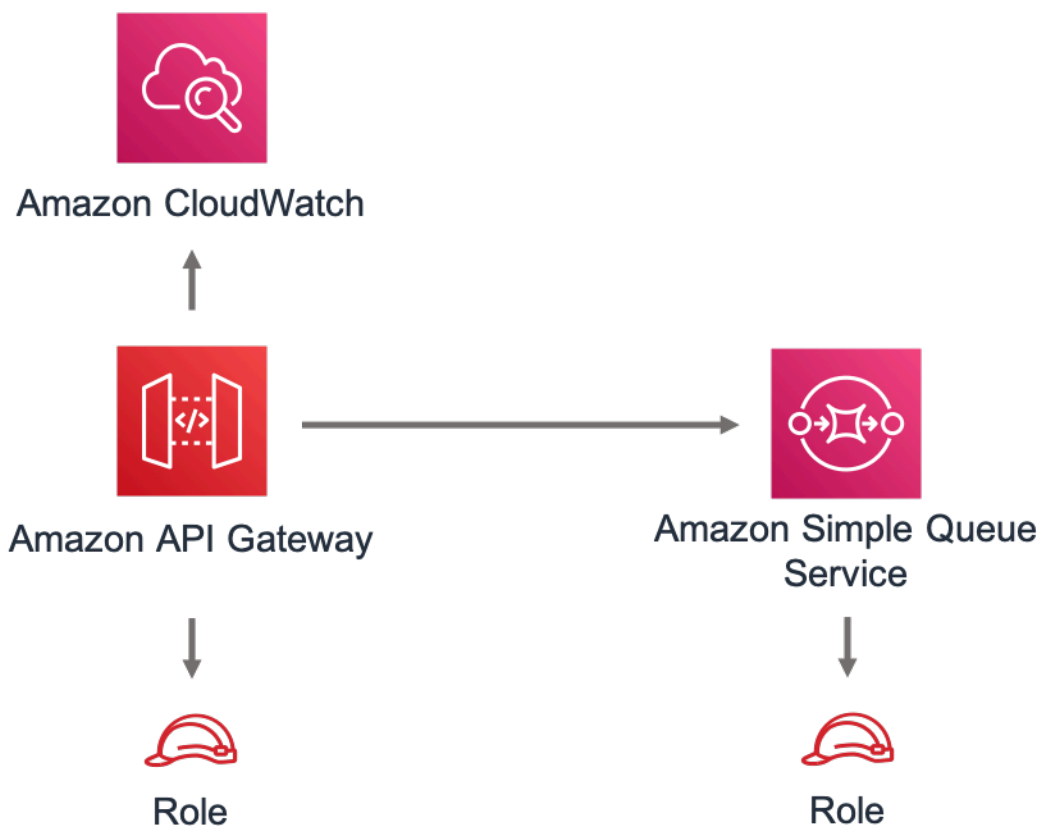 Amazon CloudWatch
</>
Amazon API Gateway
Amazon Simple Queue
Service
Role
Role